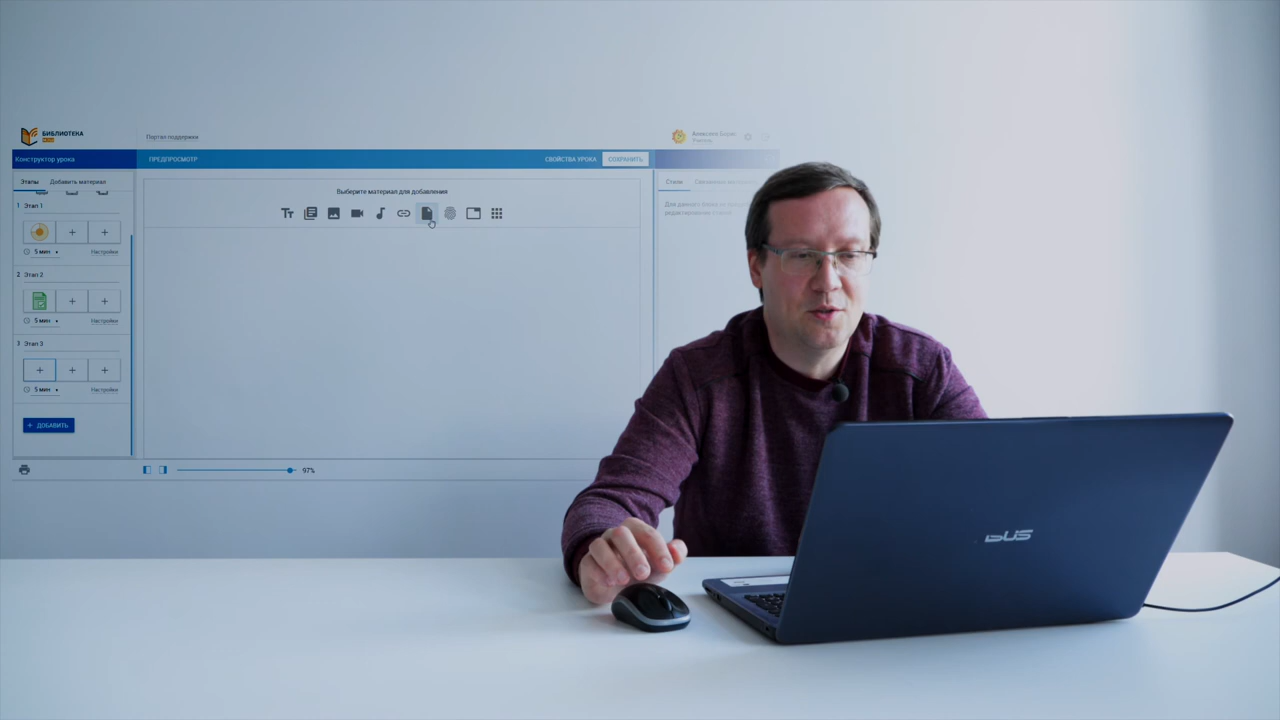 БИБЛИОТЕКА
Портал поддержки
Конструктор урока
ПРЕДПРОСМОТР
СВОЙСТВА УРОКА
СОХРАНИТЬ
Этапы
Добавить материал
Выберите материал для добавления
Стили
1 Этап 1
5 мин
Настройки
2 Этап 2
5 мин
Настройки
3 Этап 3
5 мин
Настройки
+ ДОБАВИТЬ
97%
ASUS